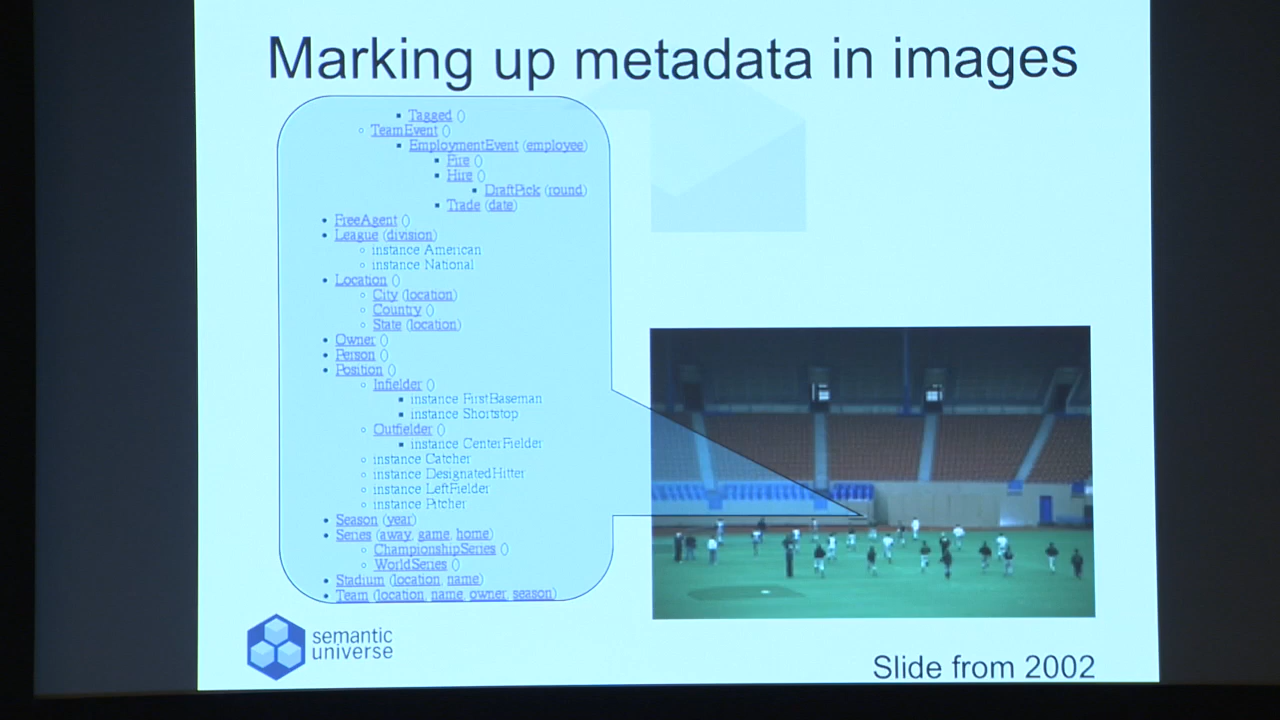 Marking up metadata in images
Tagged ()
TeamEvent ()
EmploymentEvent (employee)
Fire ()
Hire ()
DraftPick (round)
Trade (date)
FreeAgent ()
League (division)
instance American
instance National
Location ()
City (location)
Country ()
State (location)
Owner ()
Person ()
Position ()
Infielder ()
instance FirstBaseman
instance Shortstop
Outfielder ()
instance CenterFielder
instance Catcher
instance DesignatedHitter
instance LeftFielder
instance Pitcher
Season (year)
Series (away, game, home)
ChampionshipSeries ()
WorldSeries ()
Stadium (location, name)
Team (location, name, owner, season)
semantic
universe
Slide from 2002